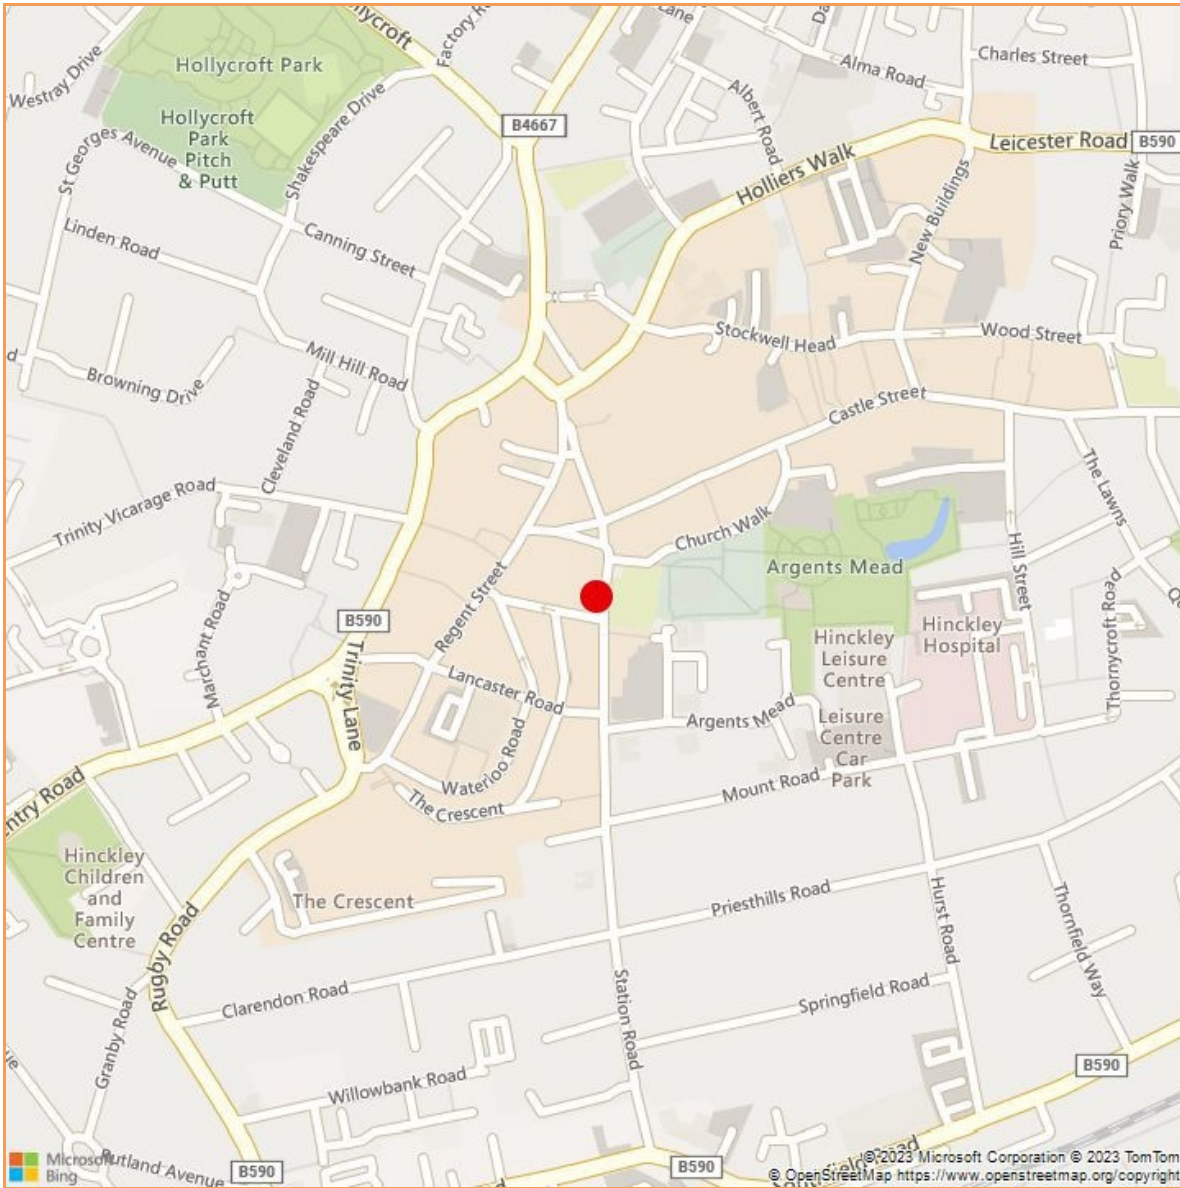 llycroft
Factory R
Lane
Da
Charles Street
Alma Road
Hollycroft Park
Westray Drive
Albert Road
Hollycroft
Park
Pitch
& Putt
Shakespeare Drive
B4667
Leicester Road
B590
St Georges Avenue
Holliers Walk
New Buildings
Priory Walk
Linden Road
Canning Street
Stockwell Head
Wood Street
Mill Hill Road
d
Browning Drive
Castle Street
Cleveland Road
The Lawns
Trinity Vicarage Road
Church Walk
Hill Street
Argents Mead
Regent Street
Marchant Road
B590
Hinckley
Hospital
Thornycroft Road
Qu
Hinckley
Leisure
Centre
Trinity Lane
Lancaster Road
Argents Mead
Leisure
Centre
Car
Park
Waterloo Road
Mount Road
The Crescent
entry Road
Hinckley
Children
and
Family
Centre
The Crescent
Priesthills Road
Hurst Road
Thornfield Way
Rugby Road
Station Road
Clarendon Road
Springfield Road
Granby Road
ue
Willowbank Road
B590
Rutland Avenue
B590
B590
Microsoft
Bing
© 2023 Microsoft Corporation © 2023 TomTom
© OpenStreetMap https://www.openstreetmap.org/copyright